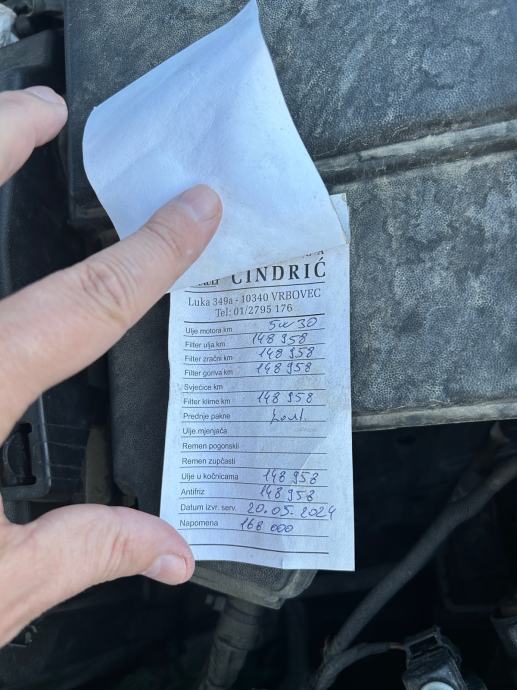 CINDRIĆ
Luka 349a - 10340 VRBOVEC
Tel: 01/2795 176
Ulje motora km 5w 30
Filter ulja km 148 958
Filter zračni km 148 958
Filter goriva km 148 958
Svjećice km
Filter klime km 148 958
Prednje pakne
Ulje mjenjača
Remen pogonski
Remen zupčasti
Ulje u kočnicama 148 958
Antifriz 148 958
Datum izvr. serv. 20.05.2024
Napomena 168 000